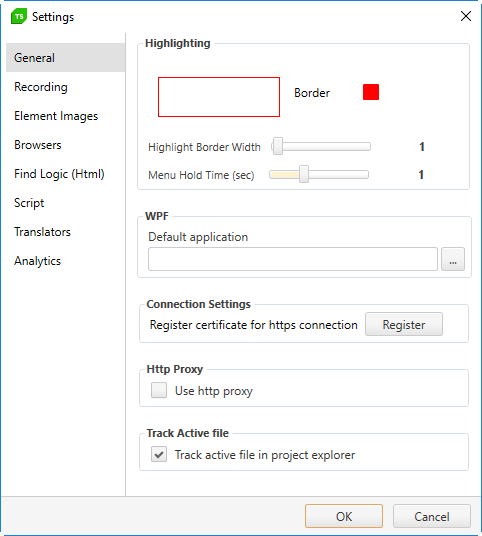 TS Settings
General
Recording
Element Images
Browsers
Find Logic (Html)
Script
Translators
Analytics
Highlighting
Border
Highlight Border Width 1
Menu Hold Time (sec) 1
WPF
Default application
...
Connection Settings
Register certificate for https connection Register
Http Proxy
Use http proxy
Track Active file
Track active file in project explorer
OK Cancel